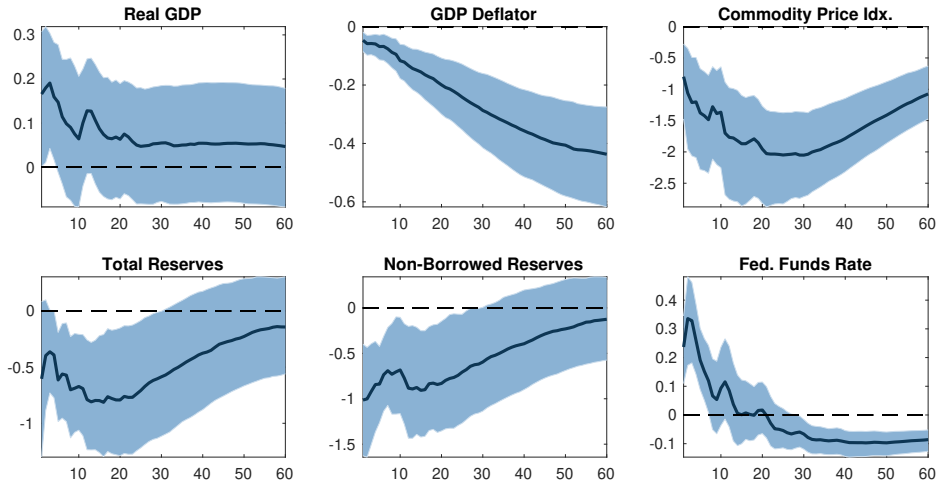 Real GDP
0.3
0.2
0.1
0
10 20 30 40 50 60
GDP Deflator
0
-0.2
-0.4
-0.6
10 20 30 40 50 60
Commodity Price Idx.
0
-0.5
-1
-1.5
-2
-2.5
10 20 30 40 50 60
Total Reserves
0
-0.5
-1
10 20 30 40 50 60
Non-Borrowed Reserves
0
-0.5
-1
-1.5
10 20 30 40 50 60
Fed. Funds Rate
0.4
0.3
0.2
0.1
0
-0.1
10 20 30 40 50 60